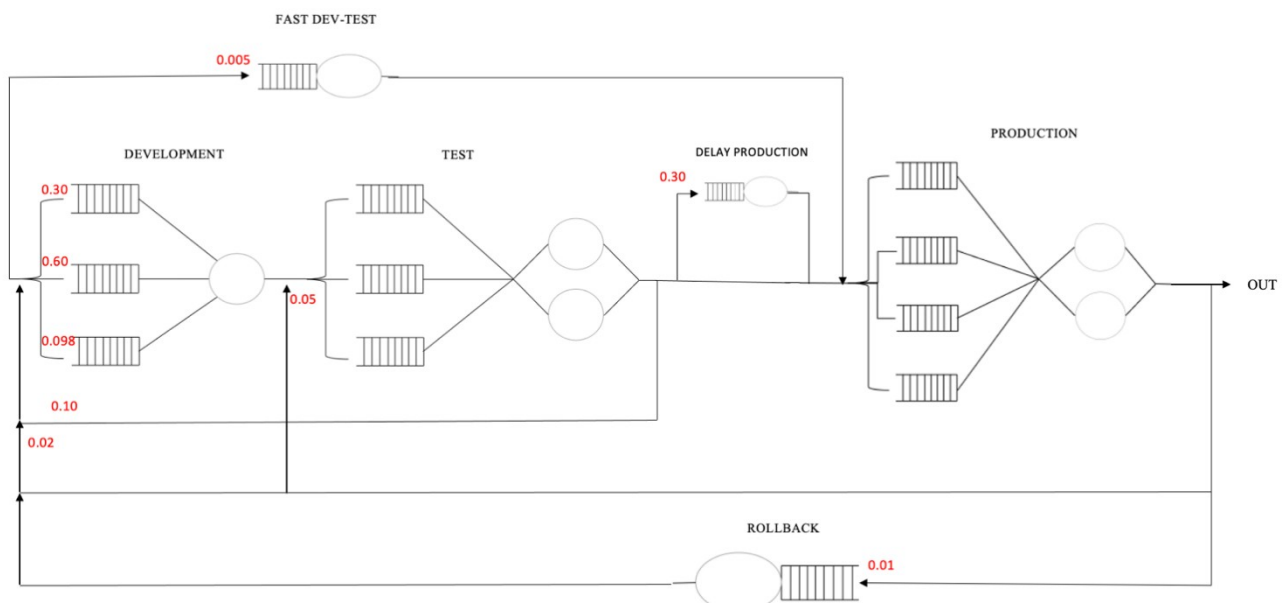 FAST DEV-TEST
0.005
PRODUCTION
DEVELOPMENT
TEST
DELAY PRODUCTION
0.30
0.30
0.60
0.05
OUT
0.098
0.10
0.02
ROLLBACK
0.01